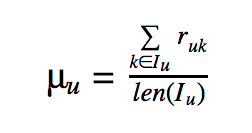 μᵤ = Σ k∈Iᵤ rᵤₖ / len(Iᵤ)